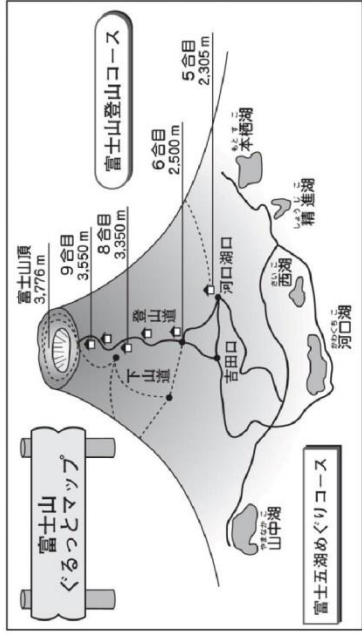 富士山
ぐるっとマップ
富士山登山コース
富士山頂
3,776 m
9合目
3,550 m
8合目
3,350 m
6合目
2,500 m
5合目
2,305 m
登山道
下山道
吉田口
河口湖口
やまなか こ
山中湖
かわぐち こ
河口湖
さい こ
西湖
しょうじ こ
精進湖
もとす こ
本栖湖
富士五湖めぐりコース